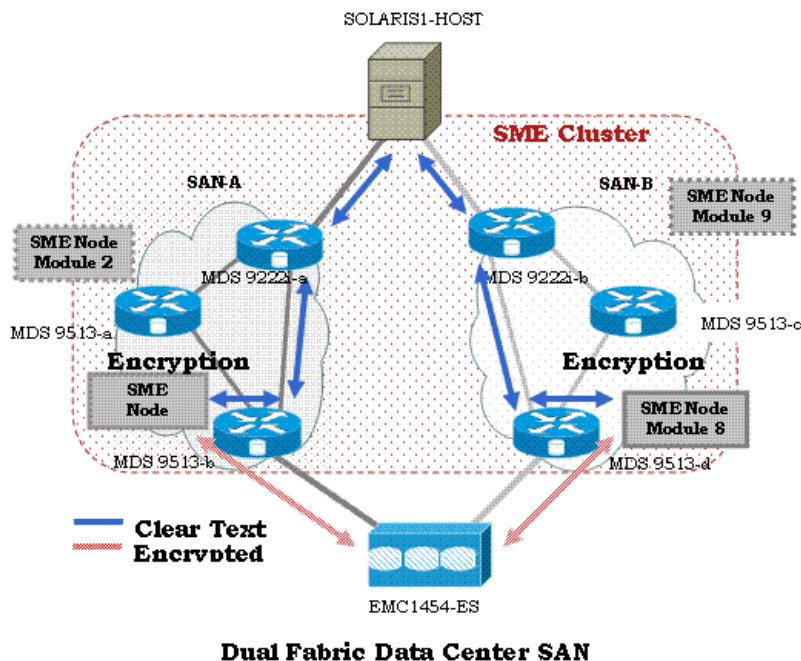 SOLARIS1-HOST
SME Cluster
SAN-A
SAN-B
SME Node
Module 9
SME Node
Module 2
MDS 9222i-a
MDS 9222i-b
MDS 9513-a
MDS 9513-c
Encryption
Encryption
SME
Node
SME Node
Module 8
MDS 9513-b
MDS 9513-d
Clear Text
Encrypted
EMC1454-ES
Dual Fabric Data Center SAN